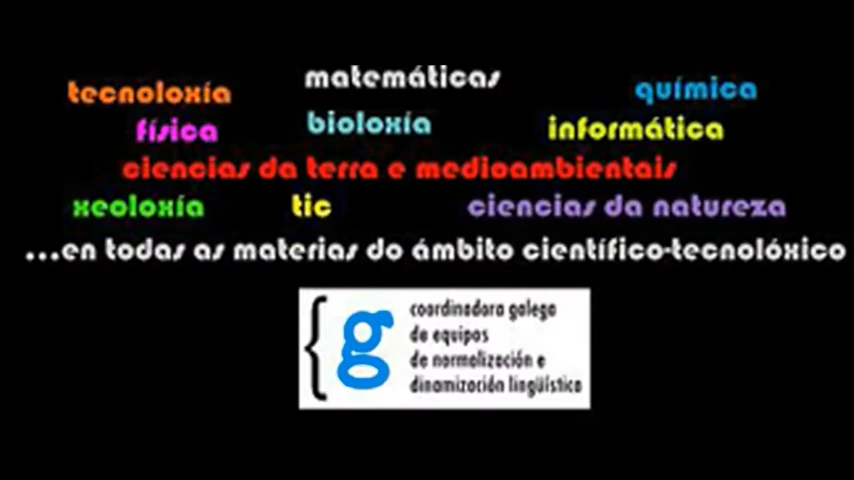 matemáticas
tecnoloxía
química
física
bioloxía
informática
ciencias da terra e medioambientais
xeoloxía
tic
ciencias da natureza
...en todas as materias do ámbito científico-tecnolóxico
{g
coordinadora galega
de equipos
de normalización e
dinamización lingüística